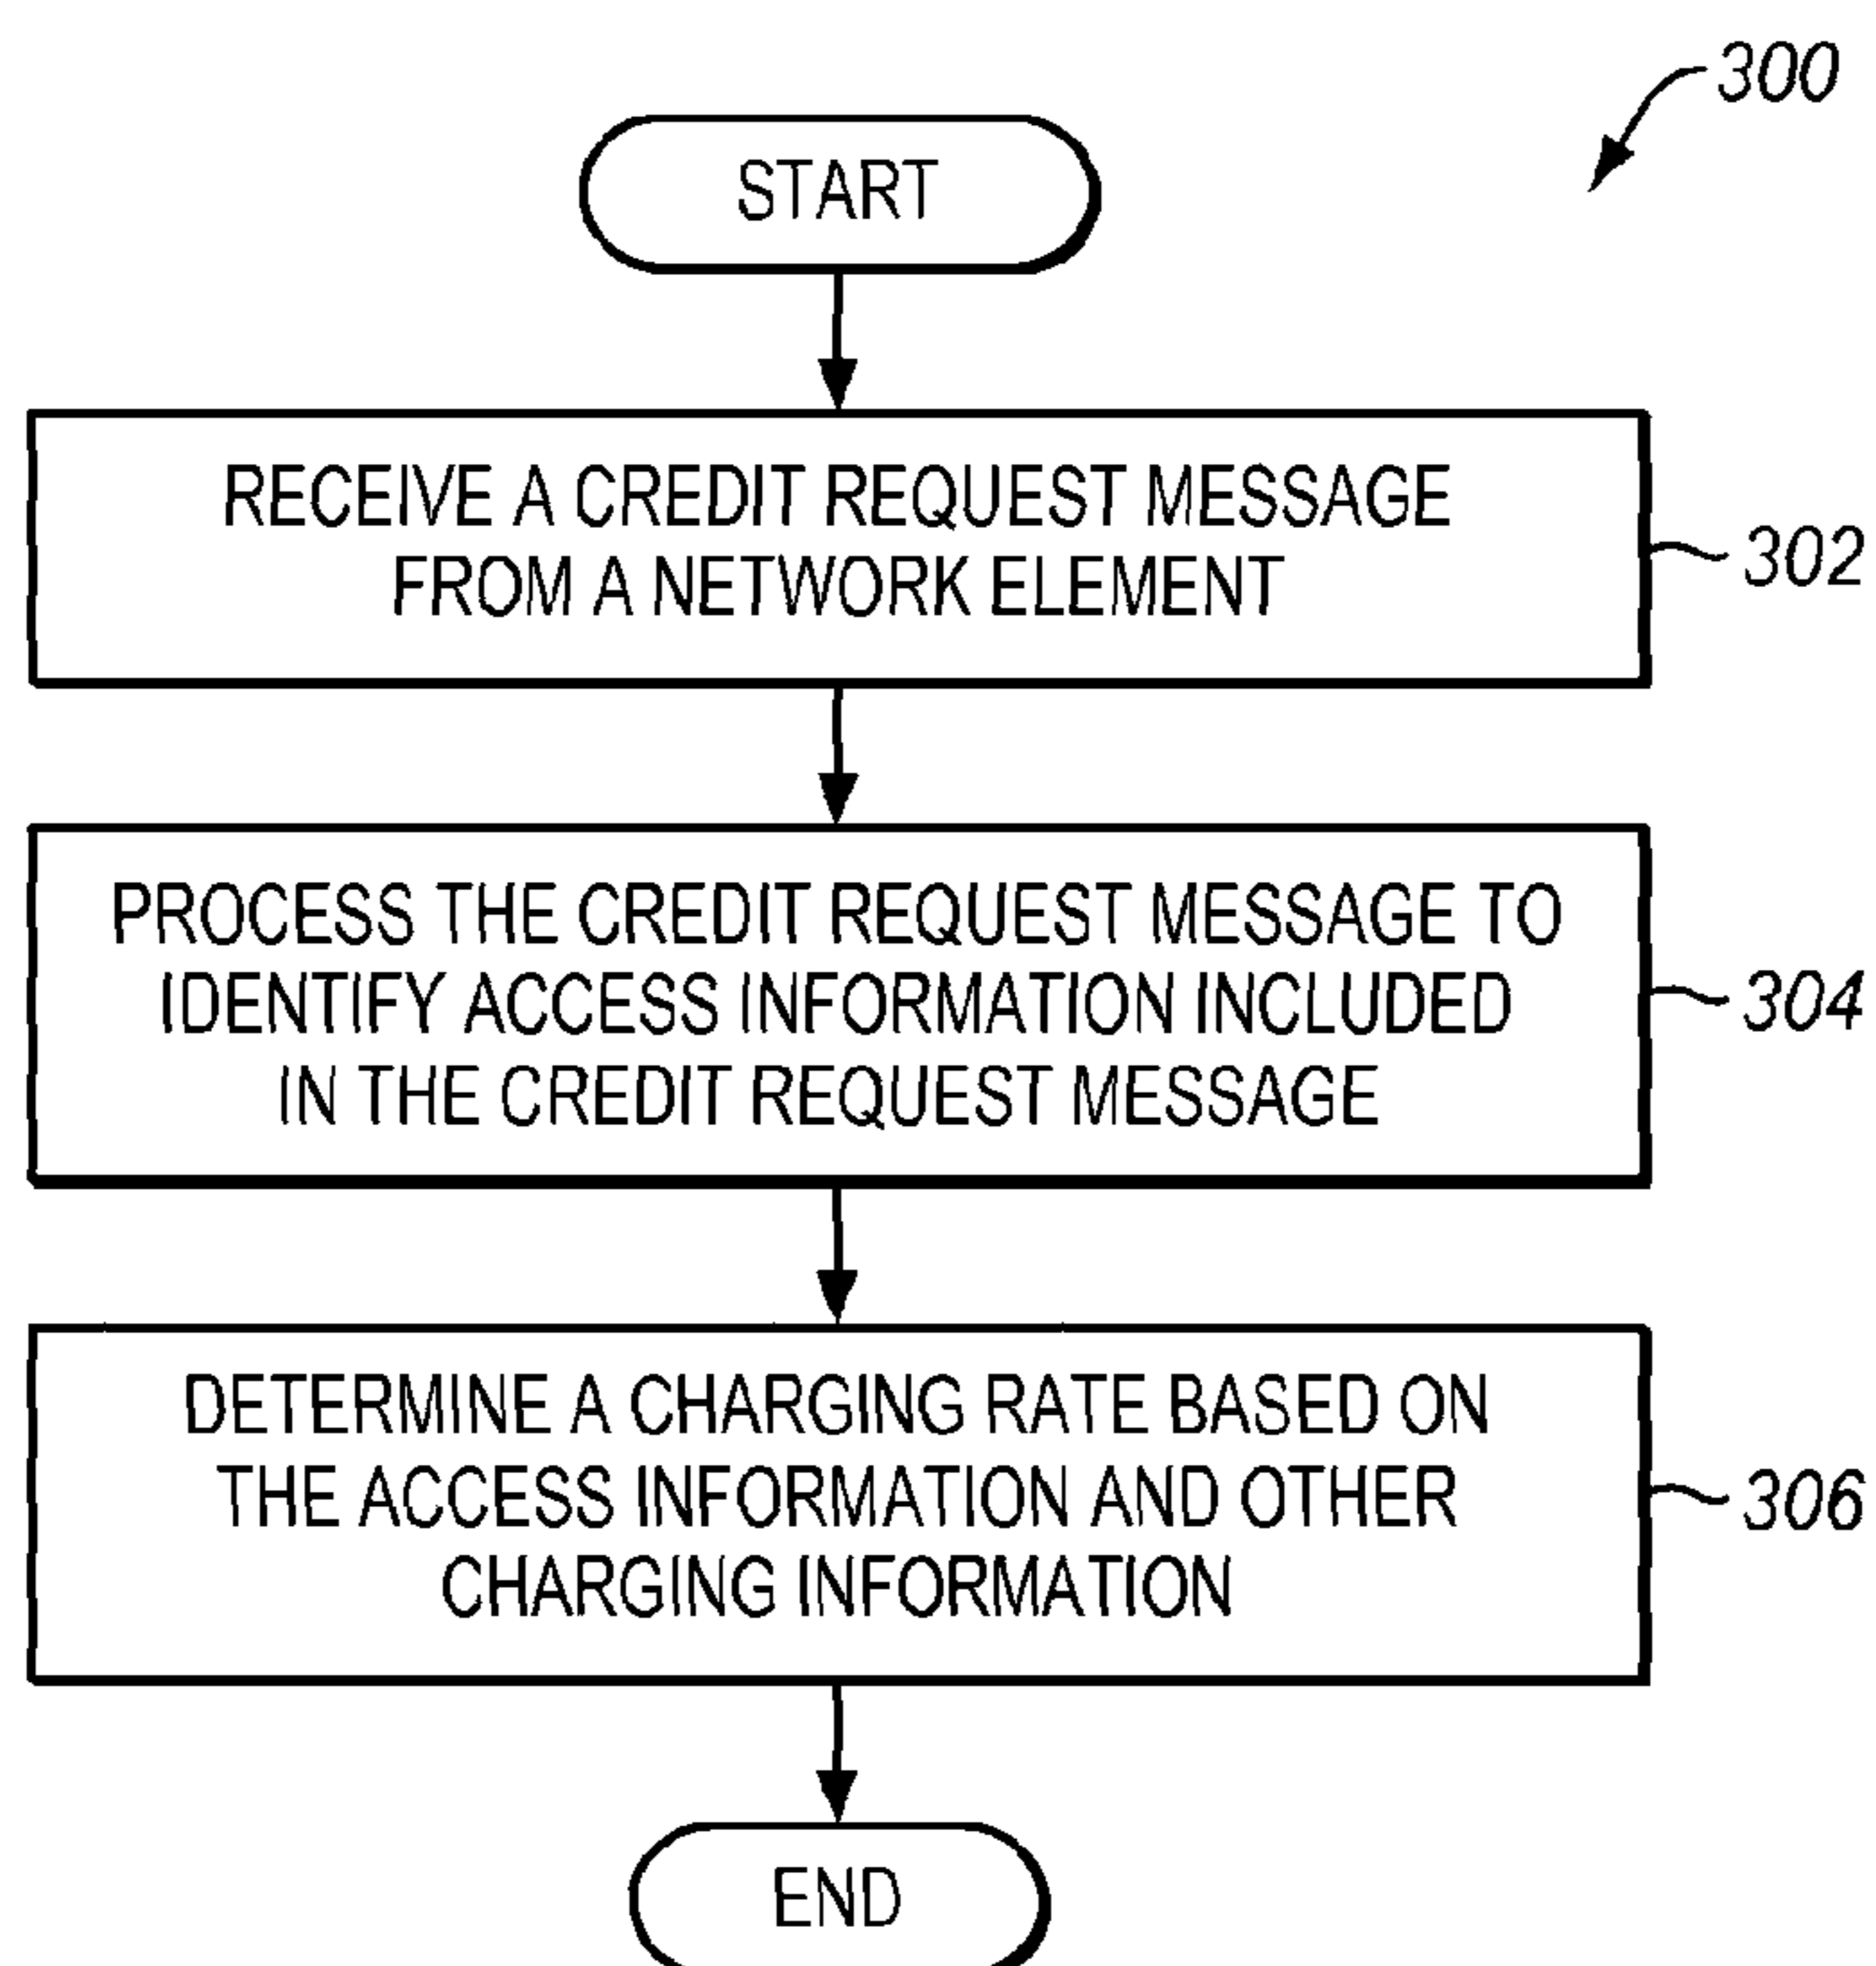 300
START
RECEIVE A CREDIT REQUEST MESSAGE
FROM A NETWORK ELEMENT
302
PROCESS THE CREDIT REQUEST MESSAGE TO
IDENTIFY ACCESS INFORMATION INCLUDED
IN THE CREDIT REQUEST MESSAGE
304
DETERMINE A CHARGING RATE BASED ON
THE ACCESS INFORMATION AND OTHER
CHARGING INFORMATION
306
END